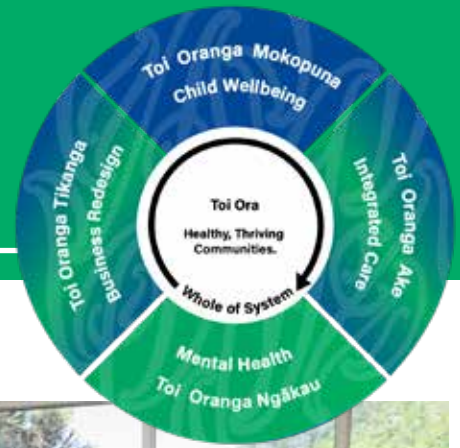 Toi Oranga Mokopuna
Child Wellbeing
Toi Oranga Ake
Integrated Care
Mental Health
Toi Oranga Ngākau
Toi Oranga Tikanga
Business Redesign
Toi Ora
Healthy, Thriving
Communities.
Whole of System